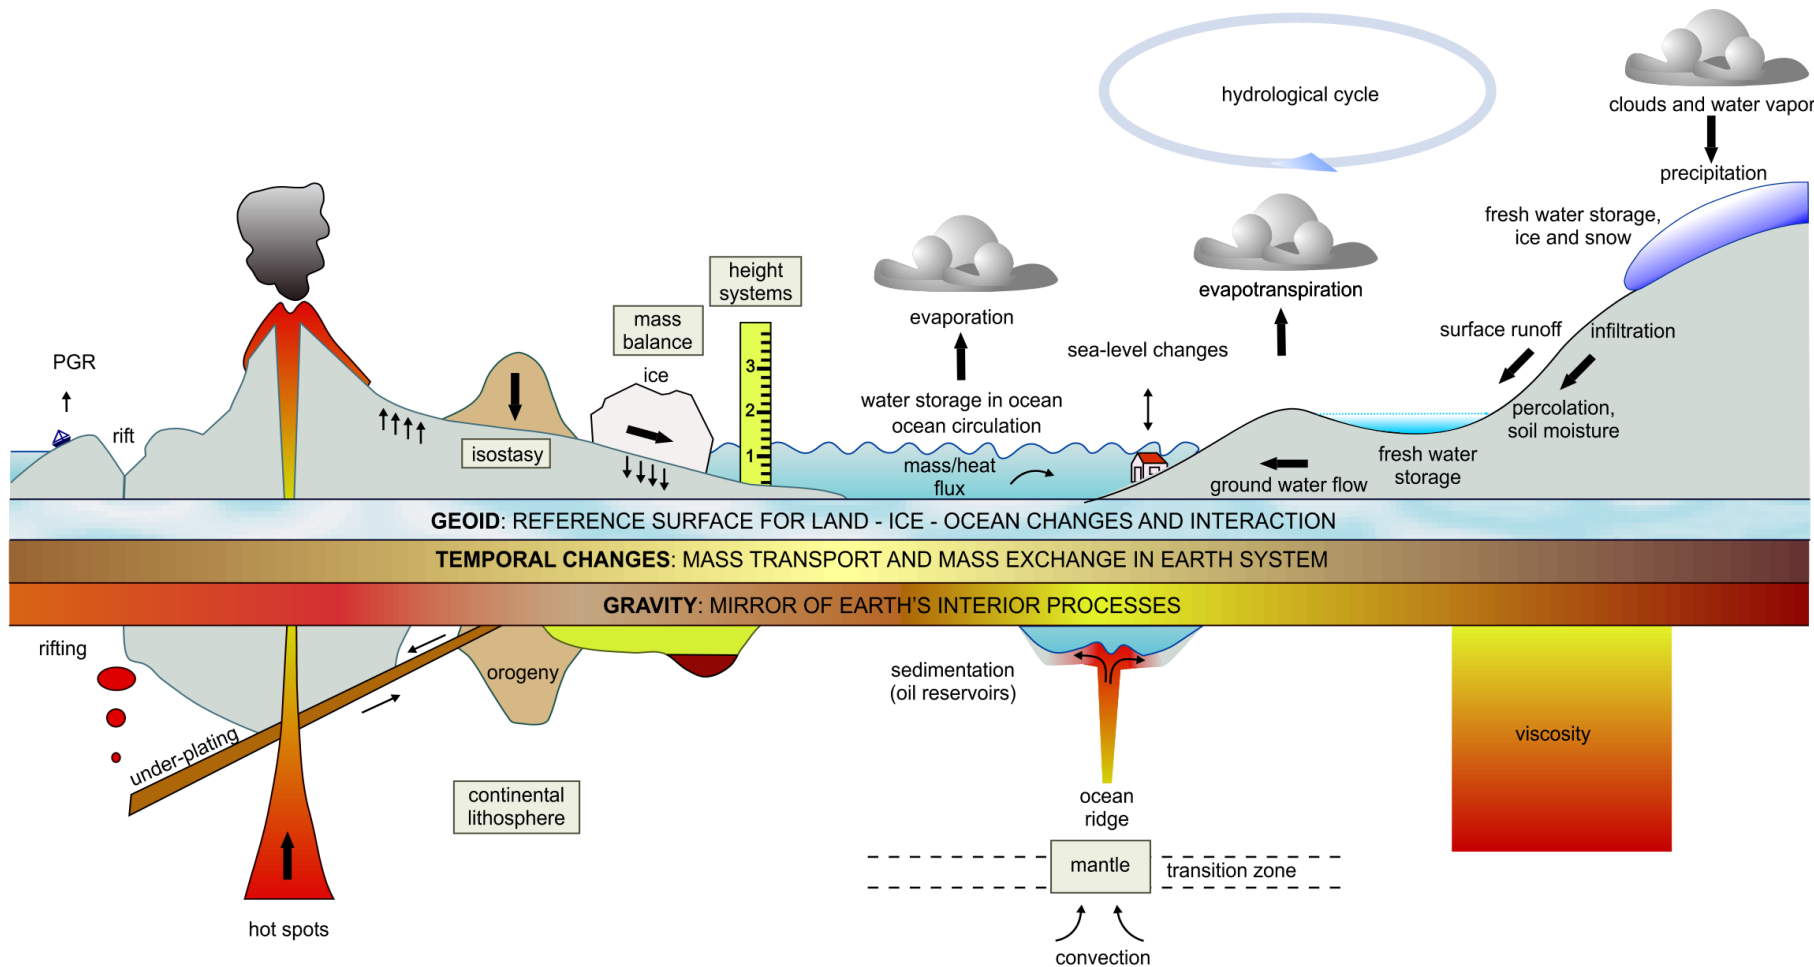 hydrological cycle
clouds and water vapor
precipitation
fresh water storage,
ice and snow
height
systems
evapotranspiration
mass
balance
evaporation
surface runoff
infiltration
sea-level changes
PGR
ice
3
2
1
water storage in ocean
ocean circulation
percolation,
soil moisture
rift
isostasy
mass/heat
flux
fresh water
storage
ground water flow
GEOID: REFERENCE SURFACE FOR LAND - ICE - OCEAN CHANGES AND INTERACTION
TEMPORAL CHANGES: MASS TRANSPORT AND MASS EXCHANGE IN EARTH SYSTEM
GRAVITY: MIRROR OF EARTH'S INTERIOR PROCESSES
rifting
orogeny
sedimentation
(oil reservoirs)
under-plating
viscosity
continental
lithosphere
ocean
ridge
mantle
transition zone
hot spots
convection